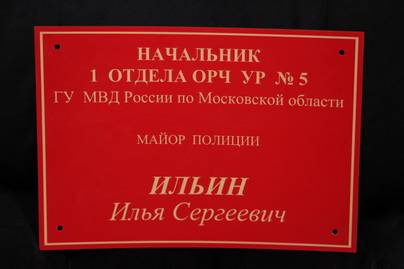 НАЧАЛЬНИК
1 ОТДЕЛА ОРЧ УР № 5
ГУ МВД России по Московской области
МАЙОР ПОЛИЦИИ
ИЛЬИН
Илья Сергеевич